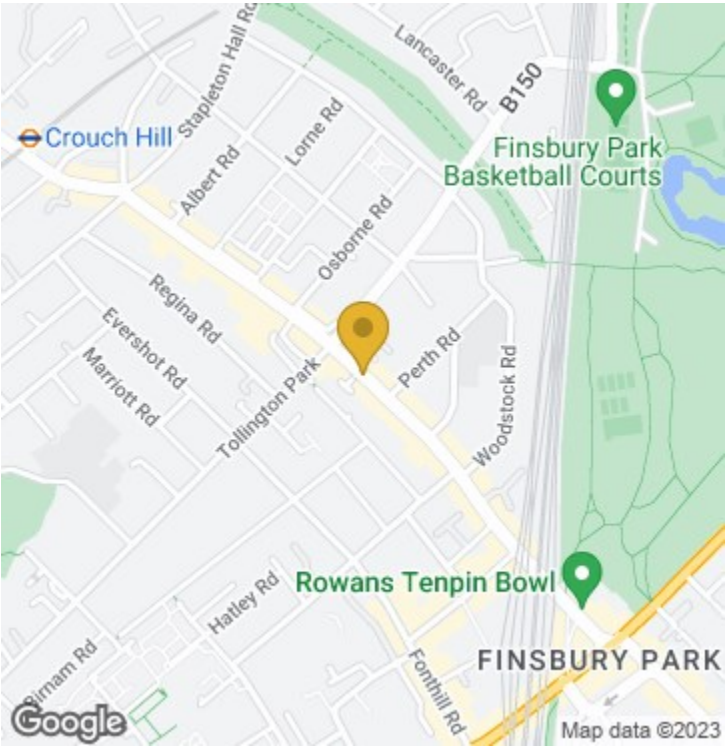 Lancaster Rd
Stapleton Hall Rd
B150
Crouch Hill
Lorne Rd
Finsbury Park
Basketball Courts
Albert Rd
Osborne Rd
Regina Rd
Evershot Rd
Perth Rd
Marriott Rd
Tollington Park
Woodstock Rd
Rowans Tenpin Bowl
Hatley Rd
FINSBURY PARK
Birnam Rd
Fonthill Rd
Google
Map data ©2023